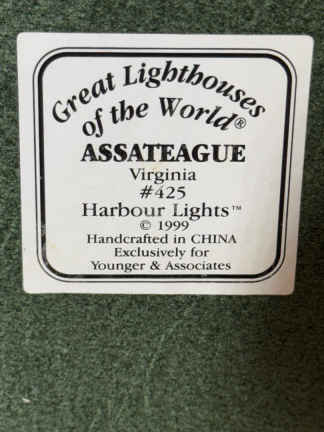 Great Lighthouses
of the World®
ASSATEAGUE
Virginia
#425
Harbour Lights™
© 1999
Handcrafted in CHINA
Exclusively for
Younger & Associates